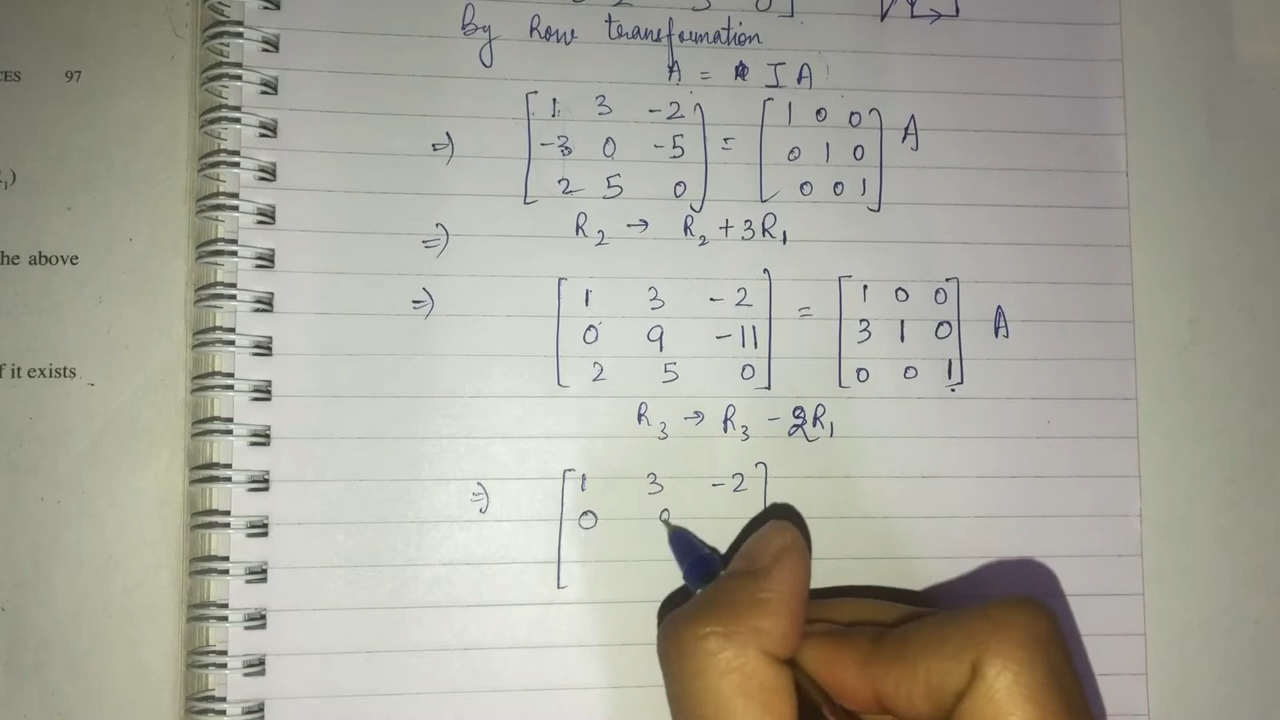 By Row transformation
A = I A
CES 97
⇒ [ 1 3 -2 ] = [ 1 0 0 ] A
[ -3 0 -5 ] [ 0 1 0 ]
[ 2 5 0 ] [ 0 0 1 ]
⇒ R₂ → R₂ + 3R₁
⇒ [ 1 3 -2 ] = [ 1 0 0 ] A
[ 0 9 -11 ] [ 3 1 0 ]
[ 2 5 0 ] [ 0 0 1 ]
R₃ → R₃ - 2R₁
⇒ [ 1 3 -2 ]
0
₁)
he above
f it exists